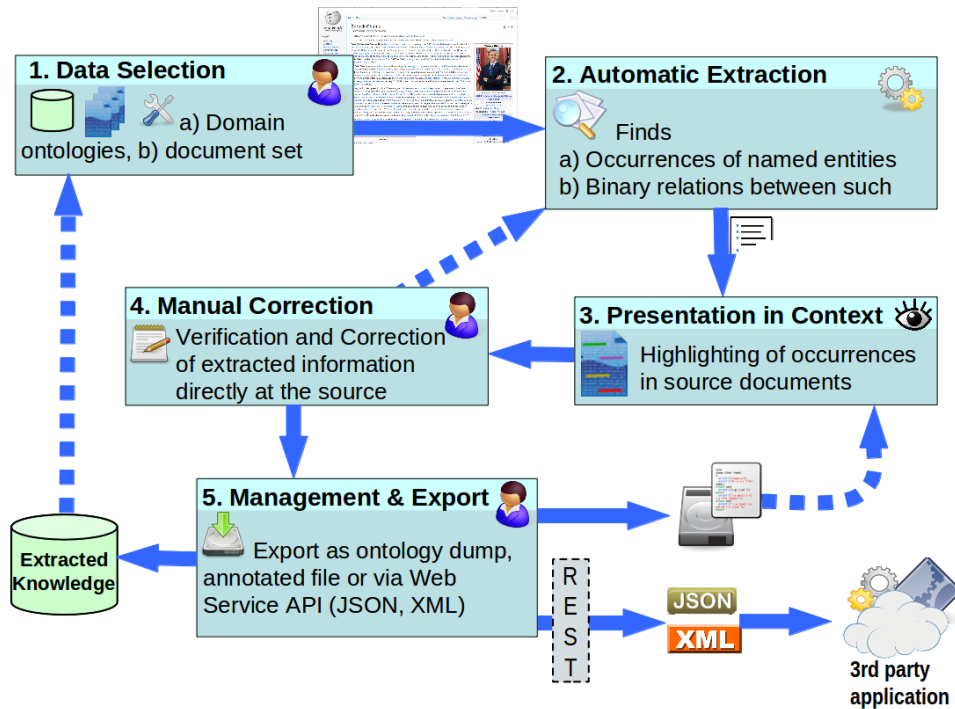 1. Data Selection
a) Domain
ontologies, b) document set
2. Automatic Extraction
Finds
a) Occurrences of named entities
b) Binary relations between such
4. Manual Correction
Verification and Correction
of extracted information
directly at the source
3. Presentation in Context
Highlighting of occurrences
in source documents
5. Management & Export
Export as ontology dump,
annotated file or via Web
Service API (JSON, XML)
Extracted
Knowledge
R
E
S
T
JSON
XML
3rd party
application